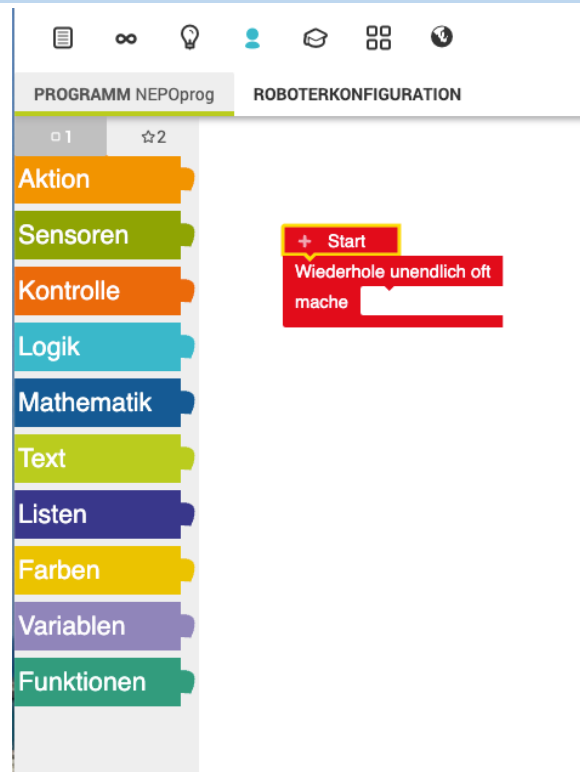 PROGRAMM NEPOprog ROBOTERKONFIGURATION
1 2
Aktion
Sensoren
Kontrolle
Logik
Mathematik
Text
Listen
Farben
Variablen
Funktionen
+ Start
Wiederhole unendlich oft
mache